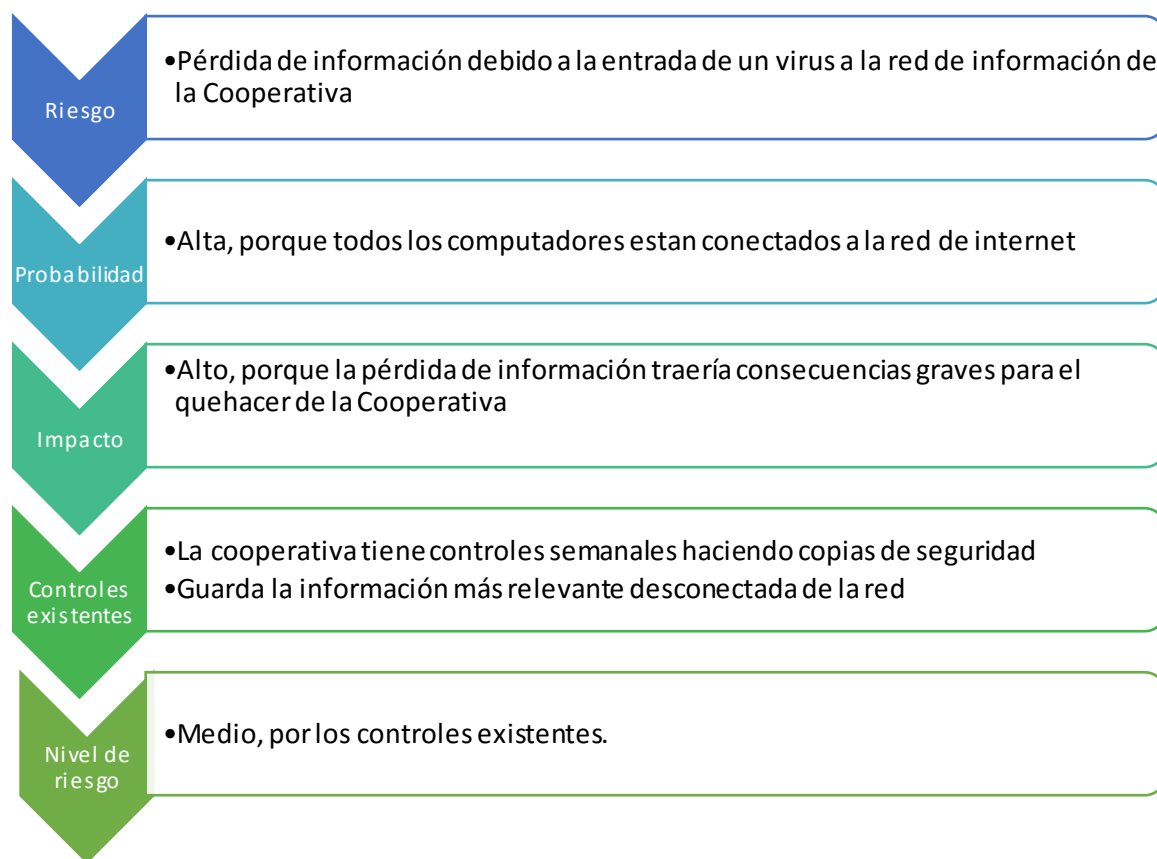 Riesgo
•Pérdida de información debido a la entrada de un virus a la red de información de
la Cooperativa
Probabilidad
•Alta, porque todos los computadores estan conectados a la red de internet
Impacto
•Alto, porque la pérdida de información traería consecuencias graves para el
quehacer de la Cooperativa
Controles
existentes
•La cooperativa tiene controles semanales haciendo copias de seguridad
•Guarda la información más relevante desconectada de la red
Nivel de
riesgo
•Medio, por los controles existentes.